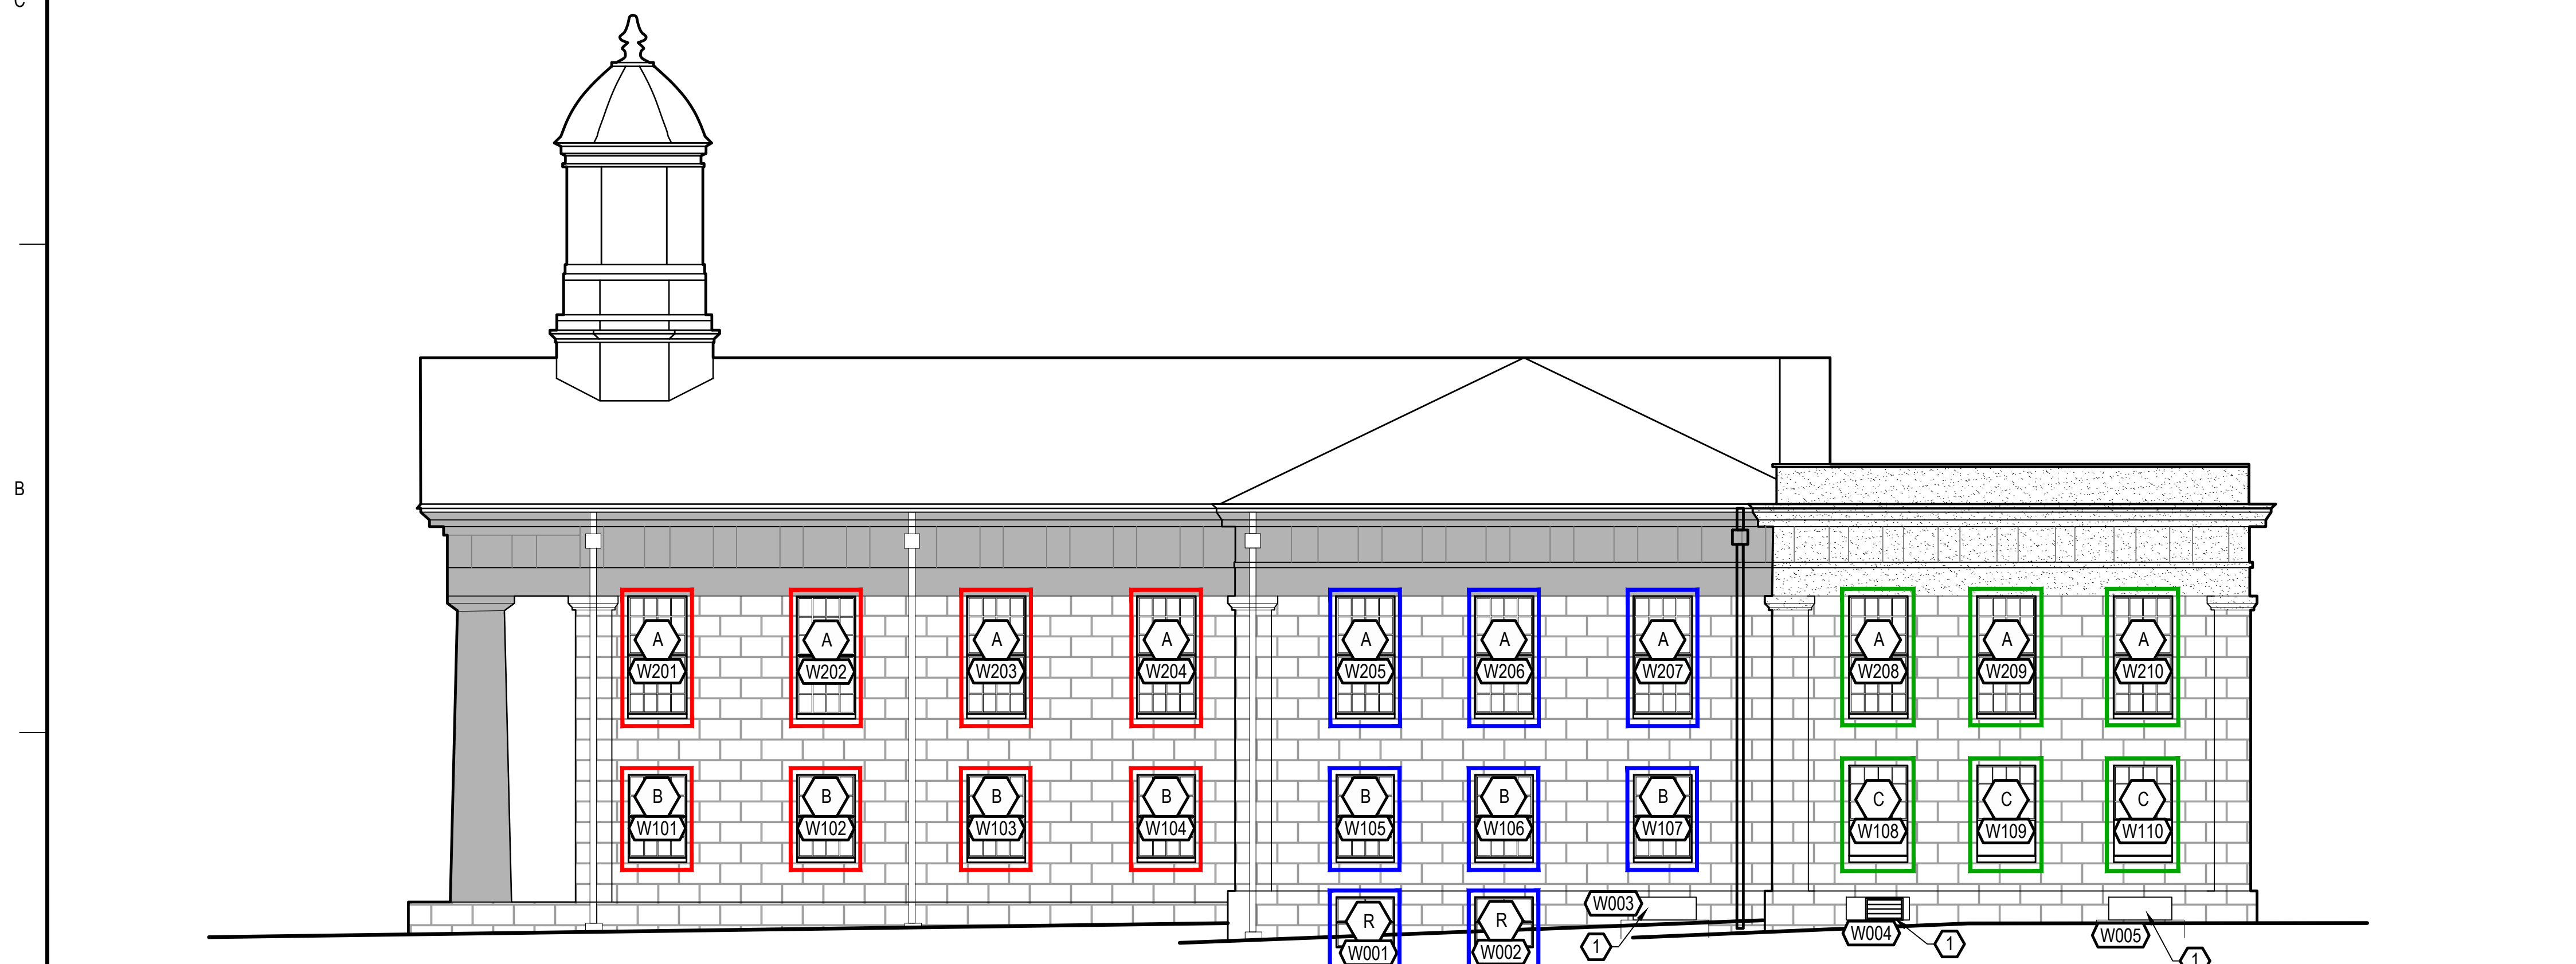 C
B
A A A A A A A A A A
W201 W202 W203 W204 W205 W206 W207 W208 W209 W210
B B B B B B B C C C
W101 W102 W103 W104 W105 W106 W107 W108 W109 W110
W003
R R
1 W004 1 W005
W001 W002 1